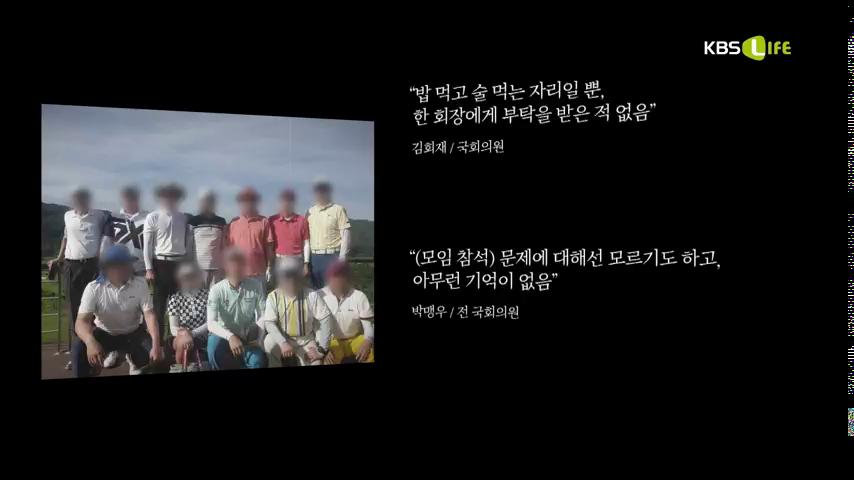 KBS LIFE
“밥 먹고 술 먹는 자리일 뿐,
한 회장에게 부탁을 받은 적 없음”
김회재 / 국회의원
“(모임 참석) 문제에 대해선 모르기도 하고,
아무런 기억이 없음”
박맹우 / 전 국회의원